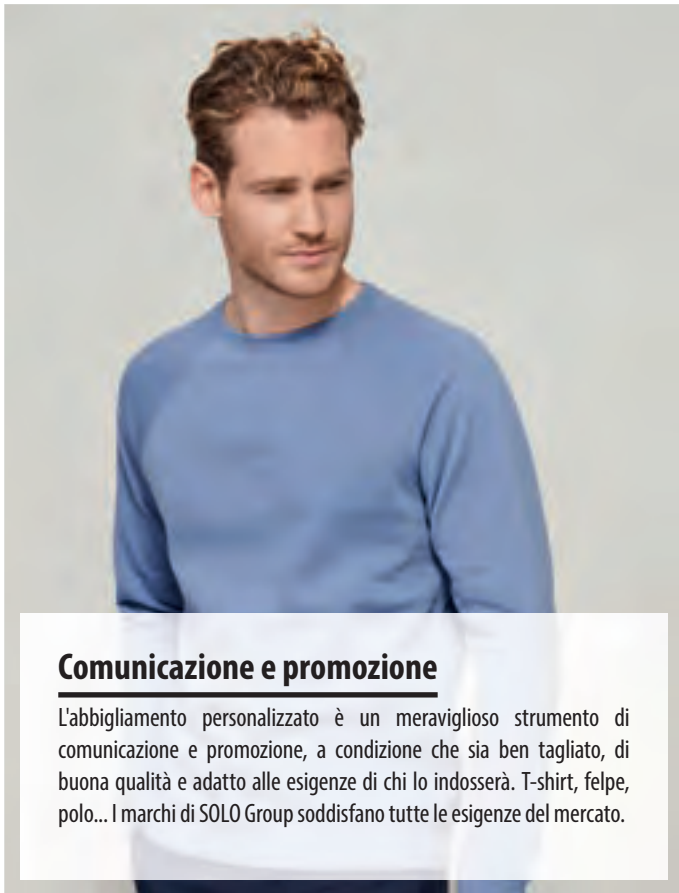 Comunicazione e promozione
L'abbigliamento personalizzato è un meraviglioso strumento di
comunicazione e promozione, a condizione che sia ben tagliato, di
buona qualità e adatto alle esigenze di chi lo indosserà. T-shirt, felpe,
polo... I marchi di SOLO Group soddisfano tutte le esigenze del mercato.